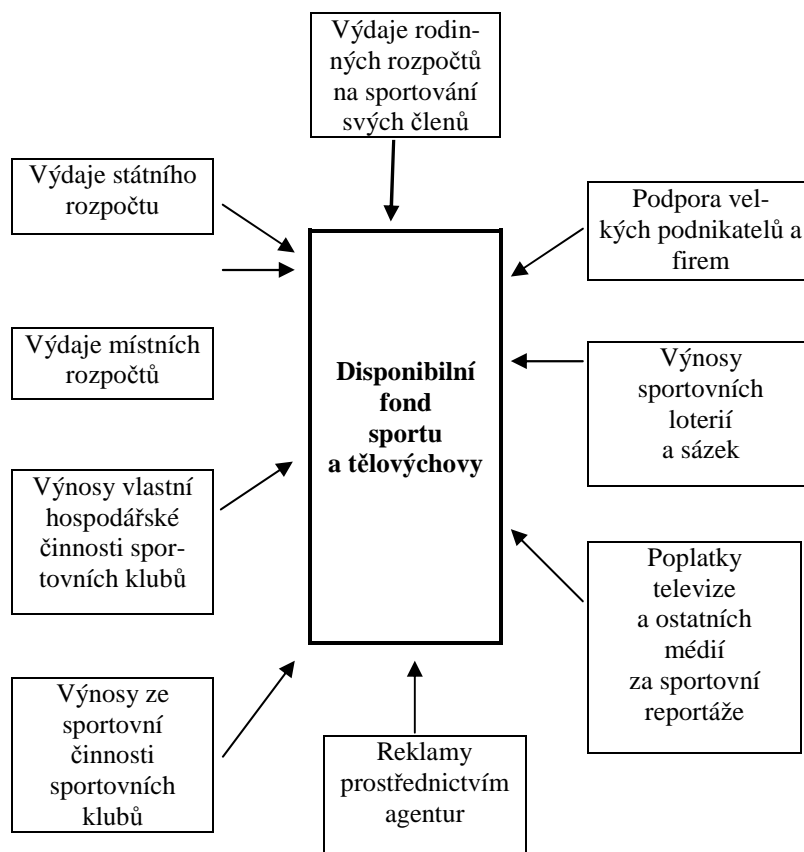 Výdaje rodin-
ných rozpočtů
na sportování
svých členů
Výdaje státního
rozpočtu
Podpora vel-
kých podnikatelů a
firem
Výdaje místních
rozpočtů
Disponibilní
fond
sportu
a tělovýchovy
Výnosy
sportovních
loterií
a sázek
Výnosy vlastní
hospodářské
činnosti spor-
tovních klubů
Poplatky
televize
a ostatních
médií
za sportovní
reportáže
Výnosy ze
sportovní
činnosti
sportovních
klubů
Reklamy
prostřednictvím
agentur